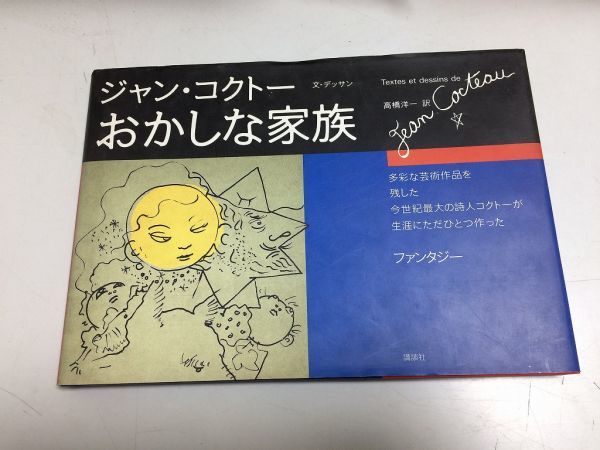 ジャン・コクトー 文・デッサン
おかしな家族
Textes et dessins de
Jean Cocteau
高橋洋一 訳
多彩な芸術作品を
残した
今世紀最大の詩人コクトーが
生涯にただひとつ作った
ファンタジー
講談社